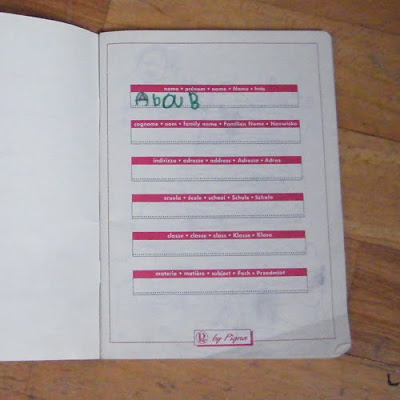 nome • prénom • name • Name • Imię
AbOUB
cognome • nom • family name • Familien Name • Nazwisko
indirizzo • adresse • address • Adresse • Adres
scuola • école • school • Schule • Szkoła
classe • classe • class • Klasse • Klasa
materia • matière • subject • Fach • Przedmiot
by Pigna